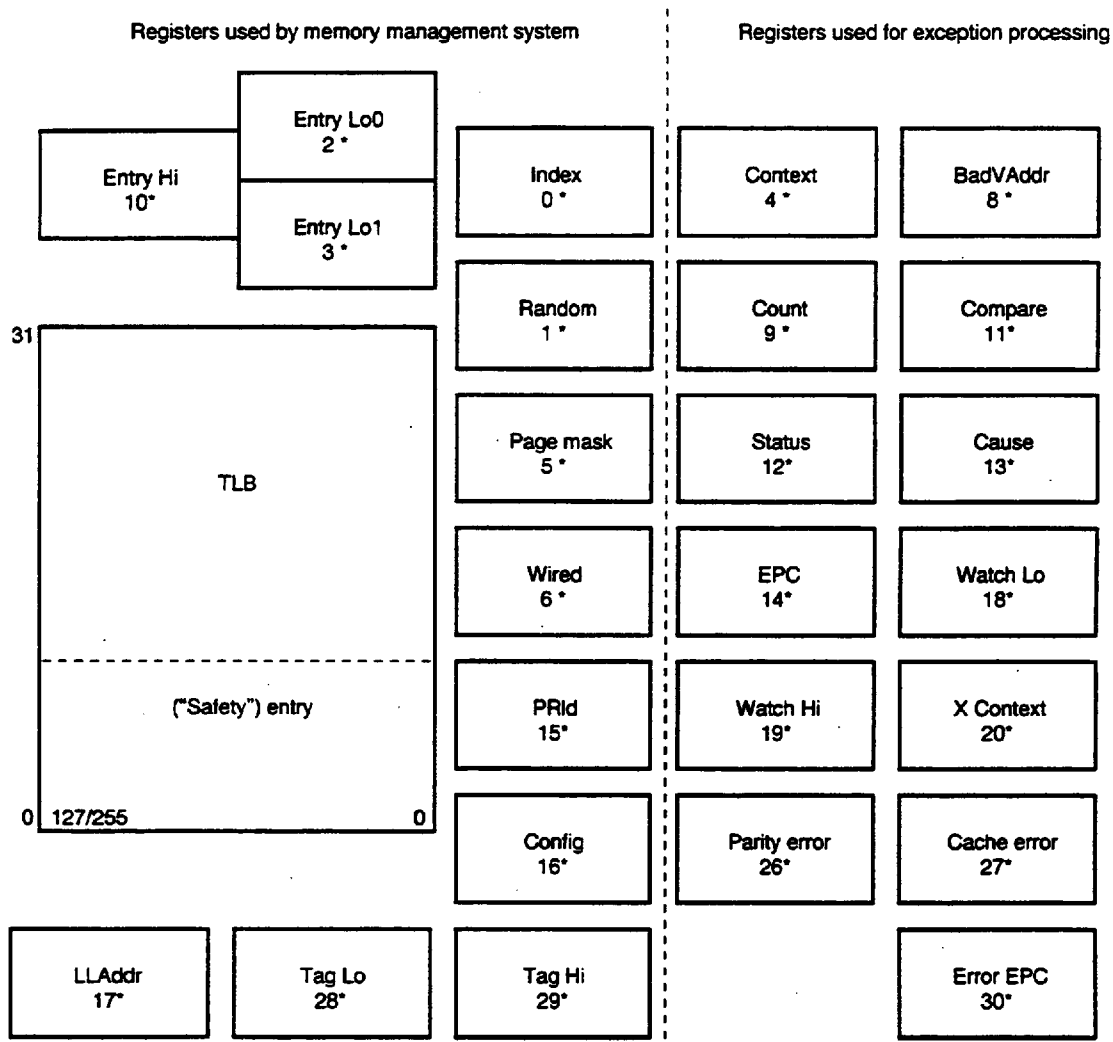 Registers used by memory management system
Registers used for exception processing
Entry Lo0
2 *
Entry Hi
10*
Entry Lo1
3 *
Index
0 *
Context
4 *
BadVAddr
8 *
Random
1 *
Count
9 *
Compare
11*
31
TLB
Page mask
5 *
Status
12*
Cause
13*
Wired
6 *
EPC
14*
Watch Lo
18*
("Safety") entry
PRId
15*
Watch Hi
19*
X Context
20*
0
127/255
0
Config
16*
Parity error
26*
Cache error
27*
LLAddr
17*
Tag Lo
28*
Tag Hi
29*
Error EPC
30*